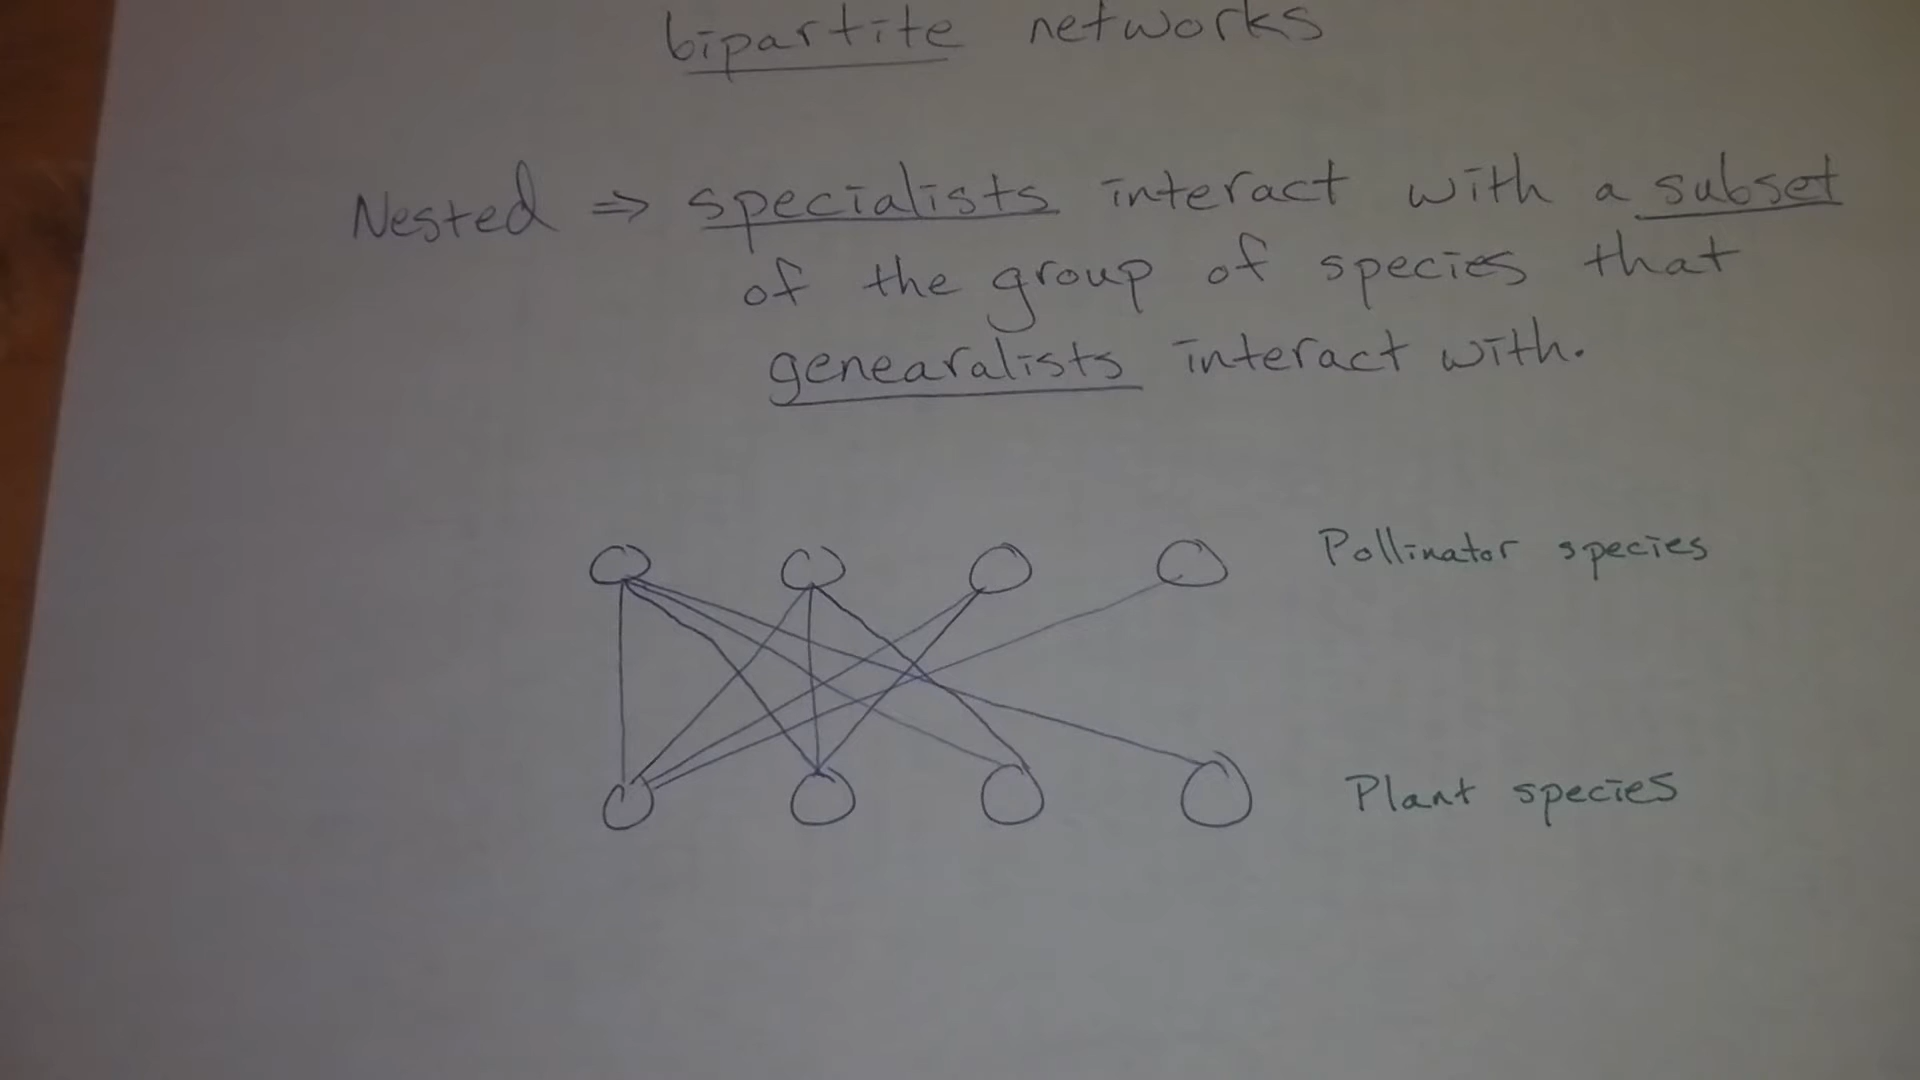 bipartite networks
Nested ⇒ specialists interact with a subset
of the group of species that
genearalists interact with.
Pollinator species
Plant species